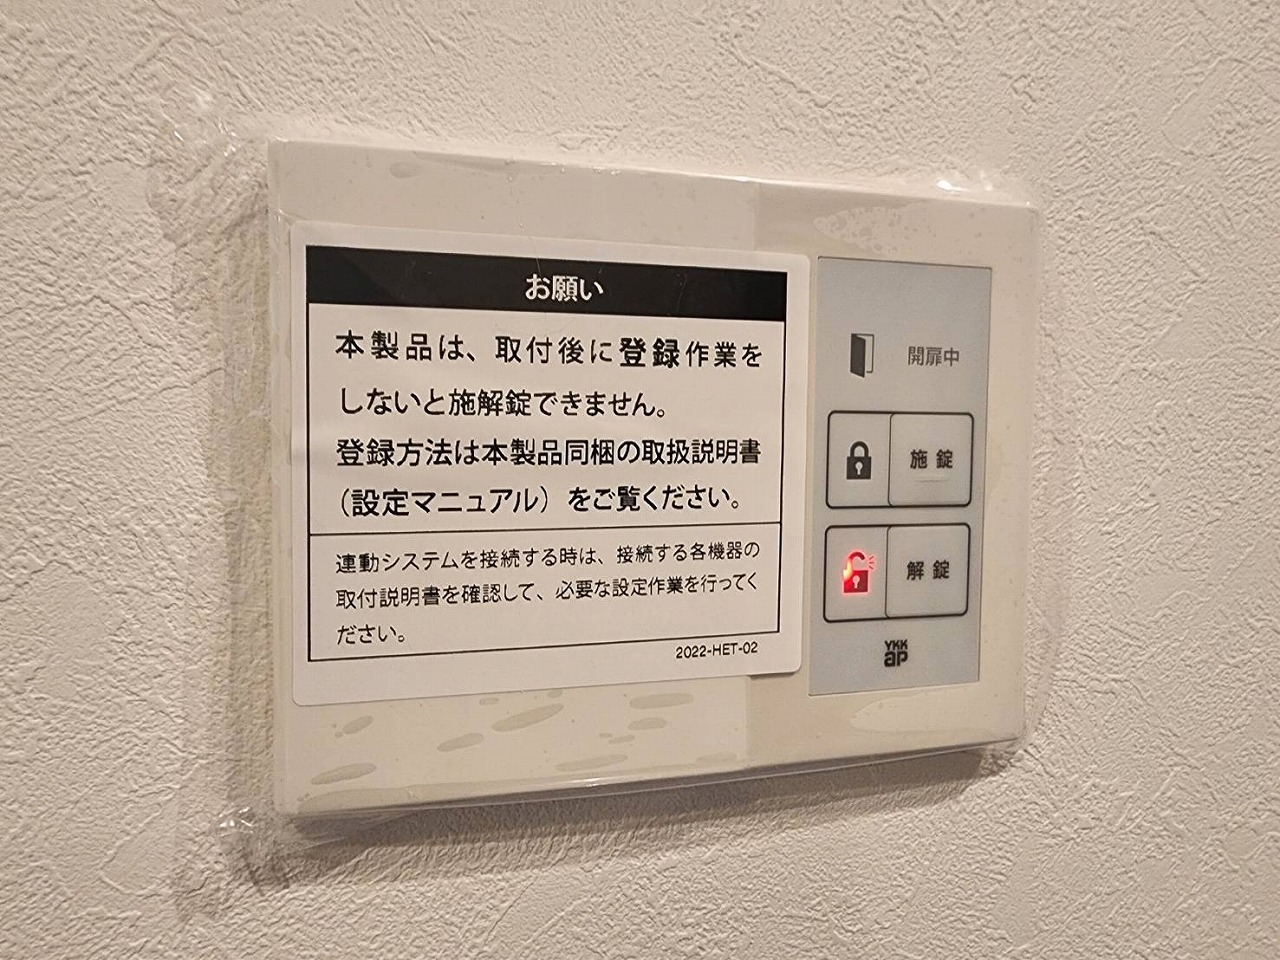 お願い
本製品は、取付後に登録作業を
しないと施解錠できません。
登録方法は本製品同梱の取扱説明書
（設定マニュアル）をご覧ください。
連動システムを接続する時は、接続する各機器の
取付説明書を確認して、必要な設定作業を行ってく
ださい。
2022-HET-02
開扉中
施錠
解錠
YKK
ap